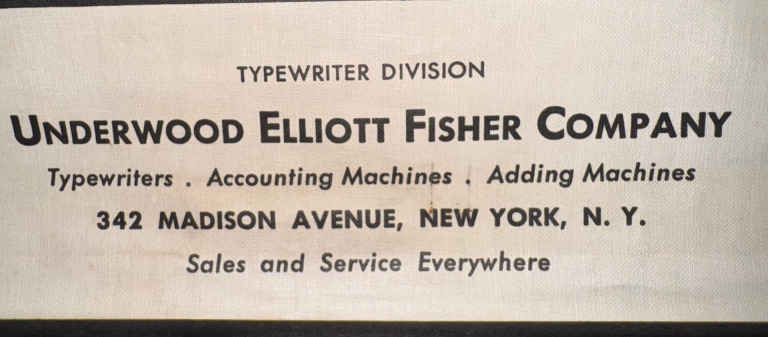 TYPEWRITER DIVISION
UNDERWOOD ELLIOTT FISHER COMPANY
Typewriters . Accounting Machines . Adding Machines
342 MADISON AVENUE, NEW YORK, N. Y.
Sales and Service Everywhere